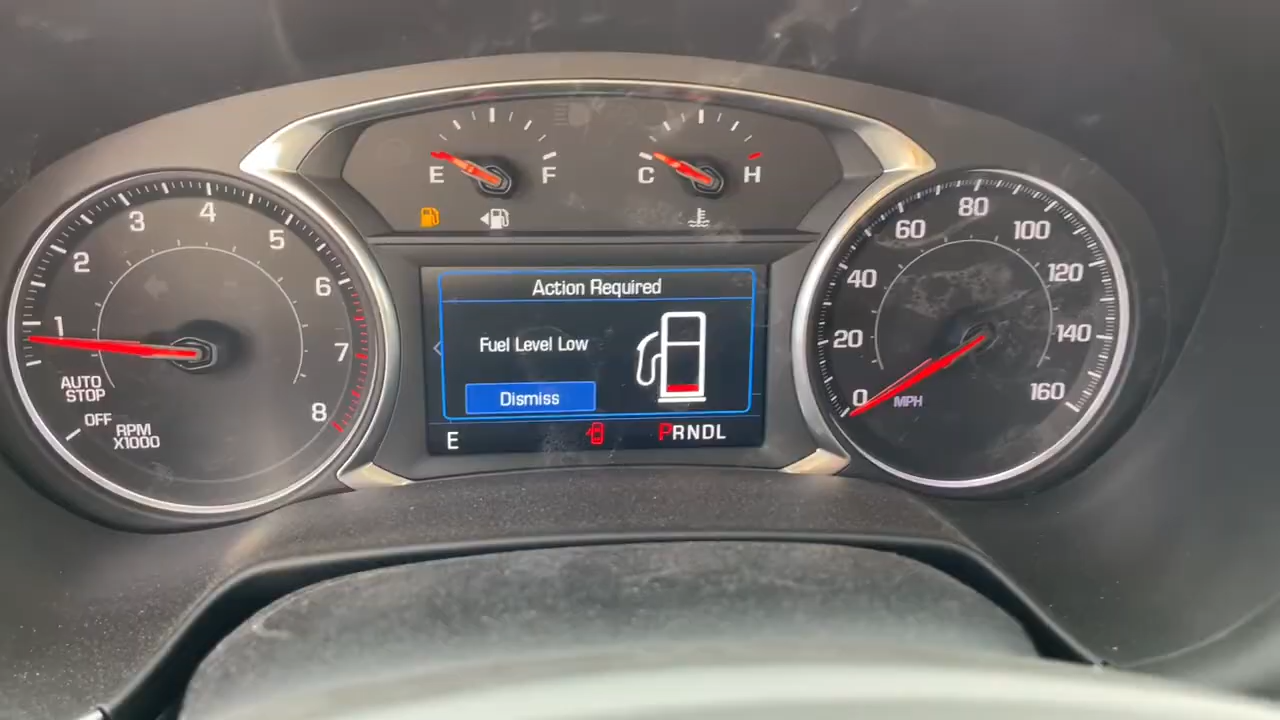 E F
C H
1
2
3
4
5
6
7
8
AUTO
STOP
OFF
RPM
X1000
Action Required
Fuel Level Low
Dismiss
E
PRNDL
0
20
40
60
80
100
120
140
160
MPH